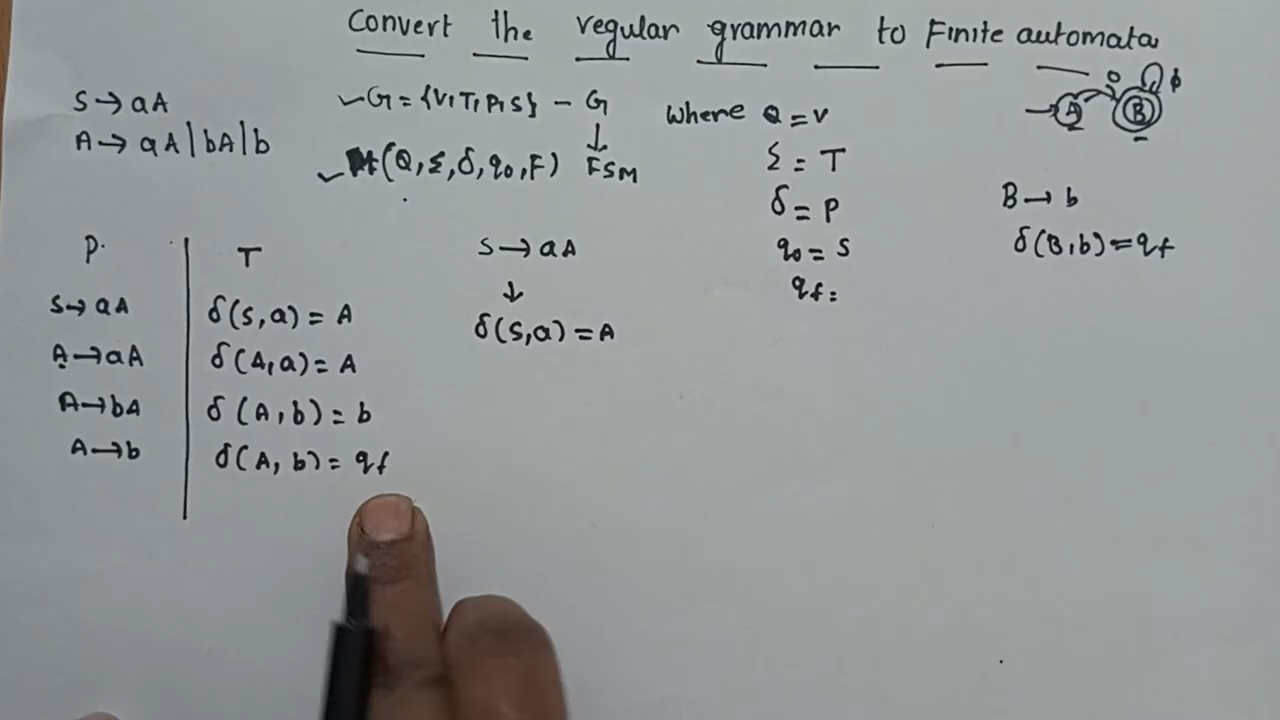 Convert the regular grammar to Finite automata
S→aA
A→aA|bA|b
✓G={V,T,P,S} - G
↓
✓M(Q,Σ,δ,q0,F) FSM
Where Q=V
Σ=T
δ=P
q0=S
qf:
A 0 B
B→b
δ(B,b)=qf
P. T
S→aA δ(S,a)=A
A→aA δ(A,a)=A
A→bA δ(A,b)=b
A→b δ(A,b)=qf
S→aA
↓
δ(S,a)=A